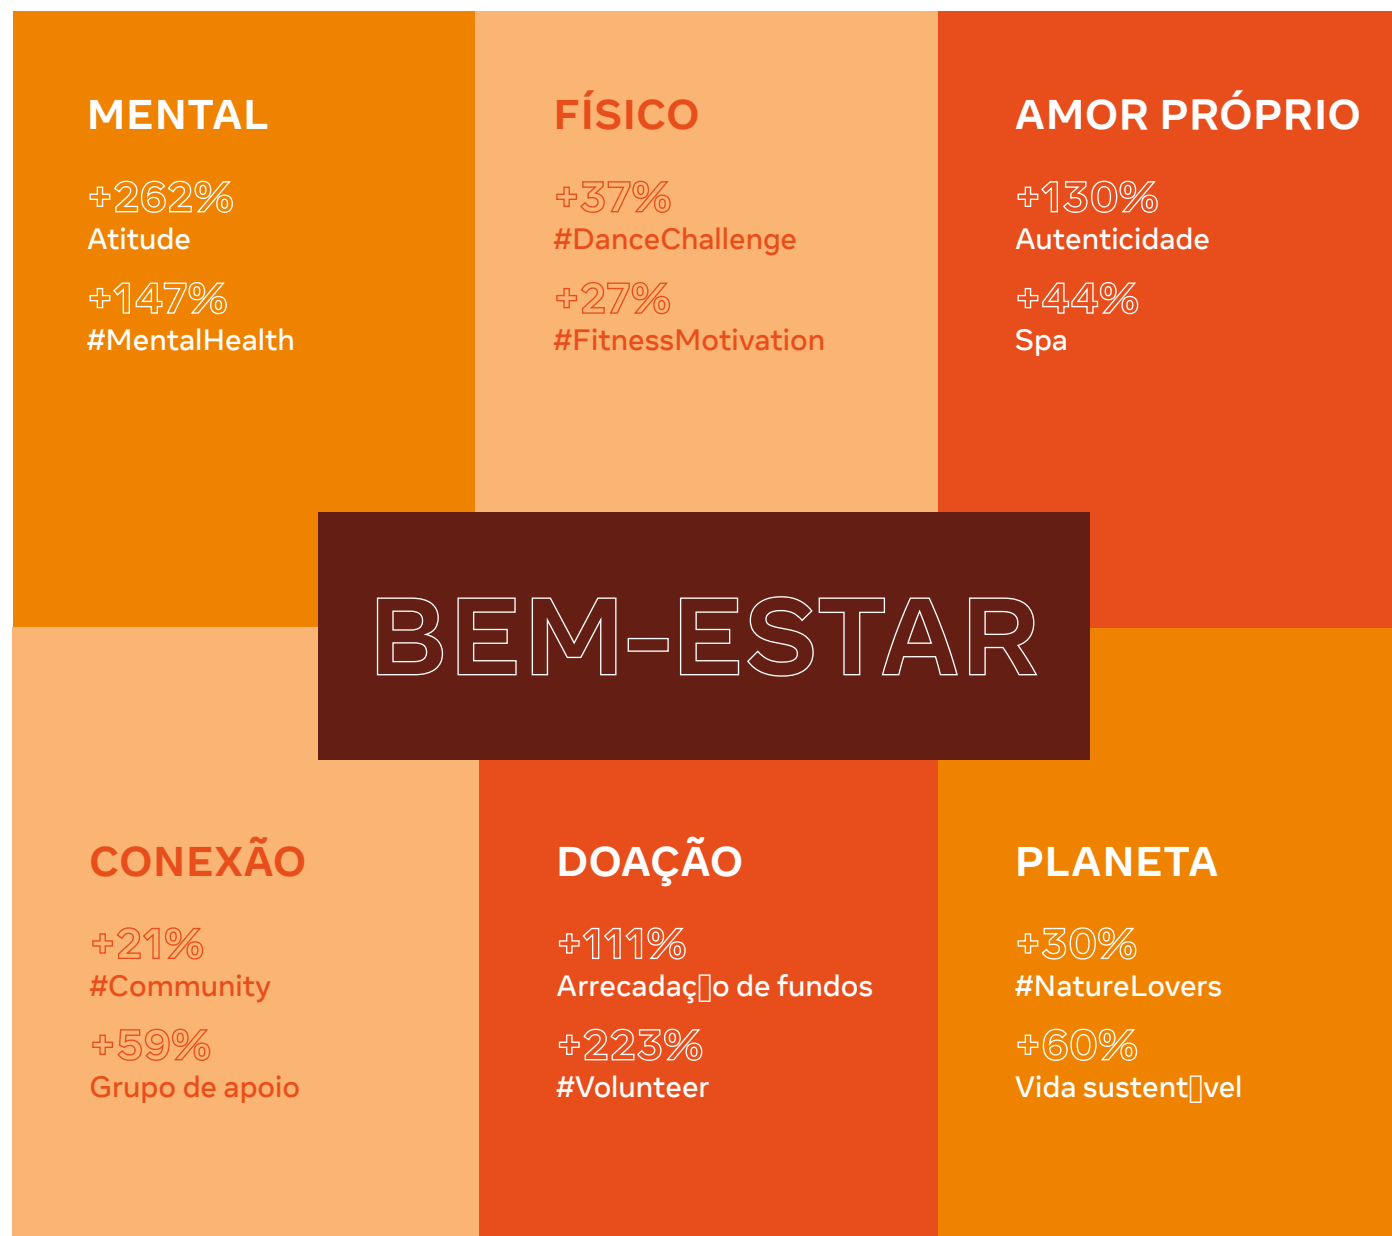 MENTAL
+262%
Atitude
+147%
#MentalHealth
FÍSICO
+37%
#DanceChallenge
+27%
#FitnessMotivation
AMOR PRÓPRIO
+130%
Autenticidade
+44%
Spa
BEM-ESTAR
CONEXÃO
+21%
#Community
+59%
Grupo de apoio
DOAÇÃO
+111%
Arrecadaç▯o de fundos
+223%
#Volunteer
PLANETA
+30%
#NatureLovers
+60%
Vida sustent▯vel